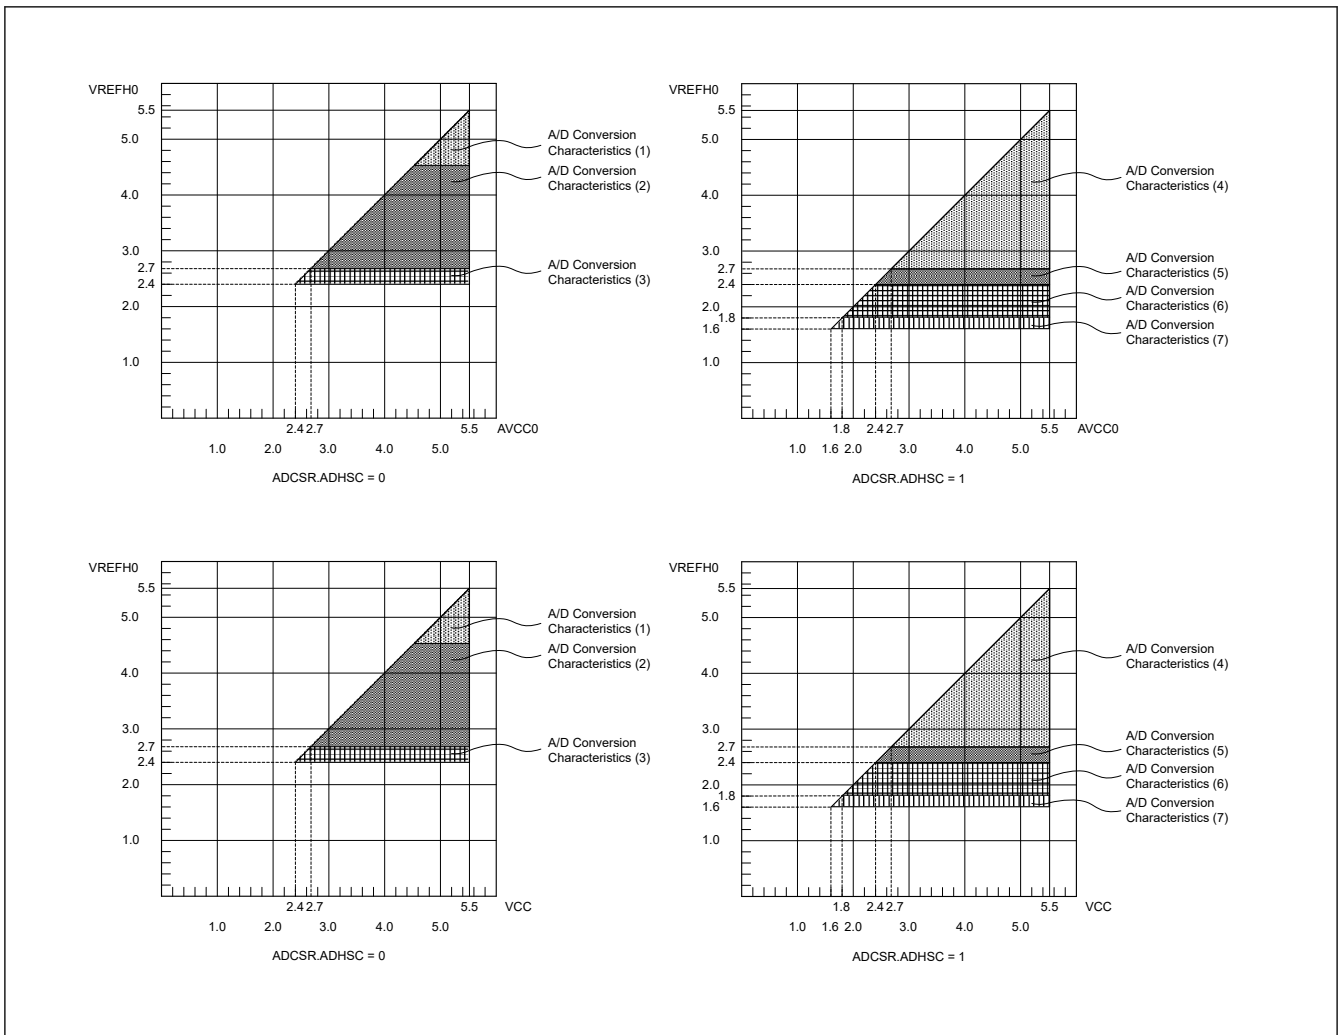 VREFH0
5.5
5.0
4.0
3.0
2.7
2.4
2.0
1.0
A/D Conversion
Characteristics (1)
A/D Conversion
Characteristics (2)
A/D Conversion
Characteristics (3)
2.4 2.7 5.5 AVCC0
1.0 2.0 3.0 4.0 5.0
ADCSR.ADHSC = 0
VREFH0
5.5
5.0
4.0
3.0
2.7
2.4
2.0
1.8
1.6
1.0
A/D Conversion
Characteristics (4)
A/D Conversion
Characteristics (5)
A/D Conversion
Characteristics (6)
A/D Conversion
Characteristics (7)
1.8 2.4 2.7 5.5 AVCC0
1.0 1.6 2.0 3.0 4.0 5.0
ADCSR.ADHSC = 1
VREFH0
5.5
5.0
4.0
3.0
2.7
2.4
2.0
1.0
A/D Conversion
Characteristics (1)
A/D Conversion
Characteristics (2)
A/D Conversion
Characteristics (3)
2.4 2.7 5.5 VCC
1.0 2.0 3.0 4.0 5.0
ADCSR.ADHSC = 0
VREFH0
5.5
5.0
4.0
3.0
2.7
2.4
2.0
1.8
1.6
1.0
A/D Conversion
Characteristics (4)
A/D Conversion
Characteristics (5)
A/D Conversion
Characteristics (6)
A/D Conversion
Characteristics (7)
1.8 2.4 2.7 5.5 VCC
1.0 1.6 2.0 3.0 4.0 5.0
ADCSR.ADHSC = 1